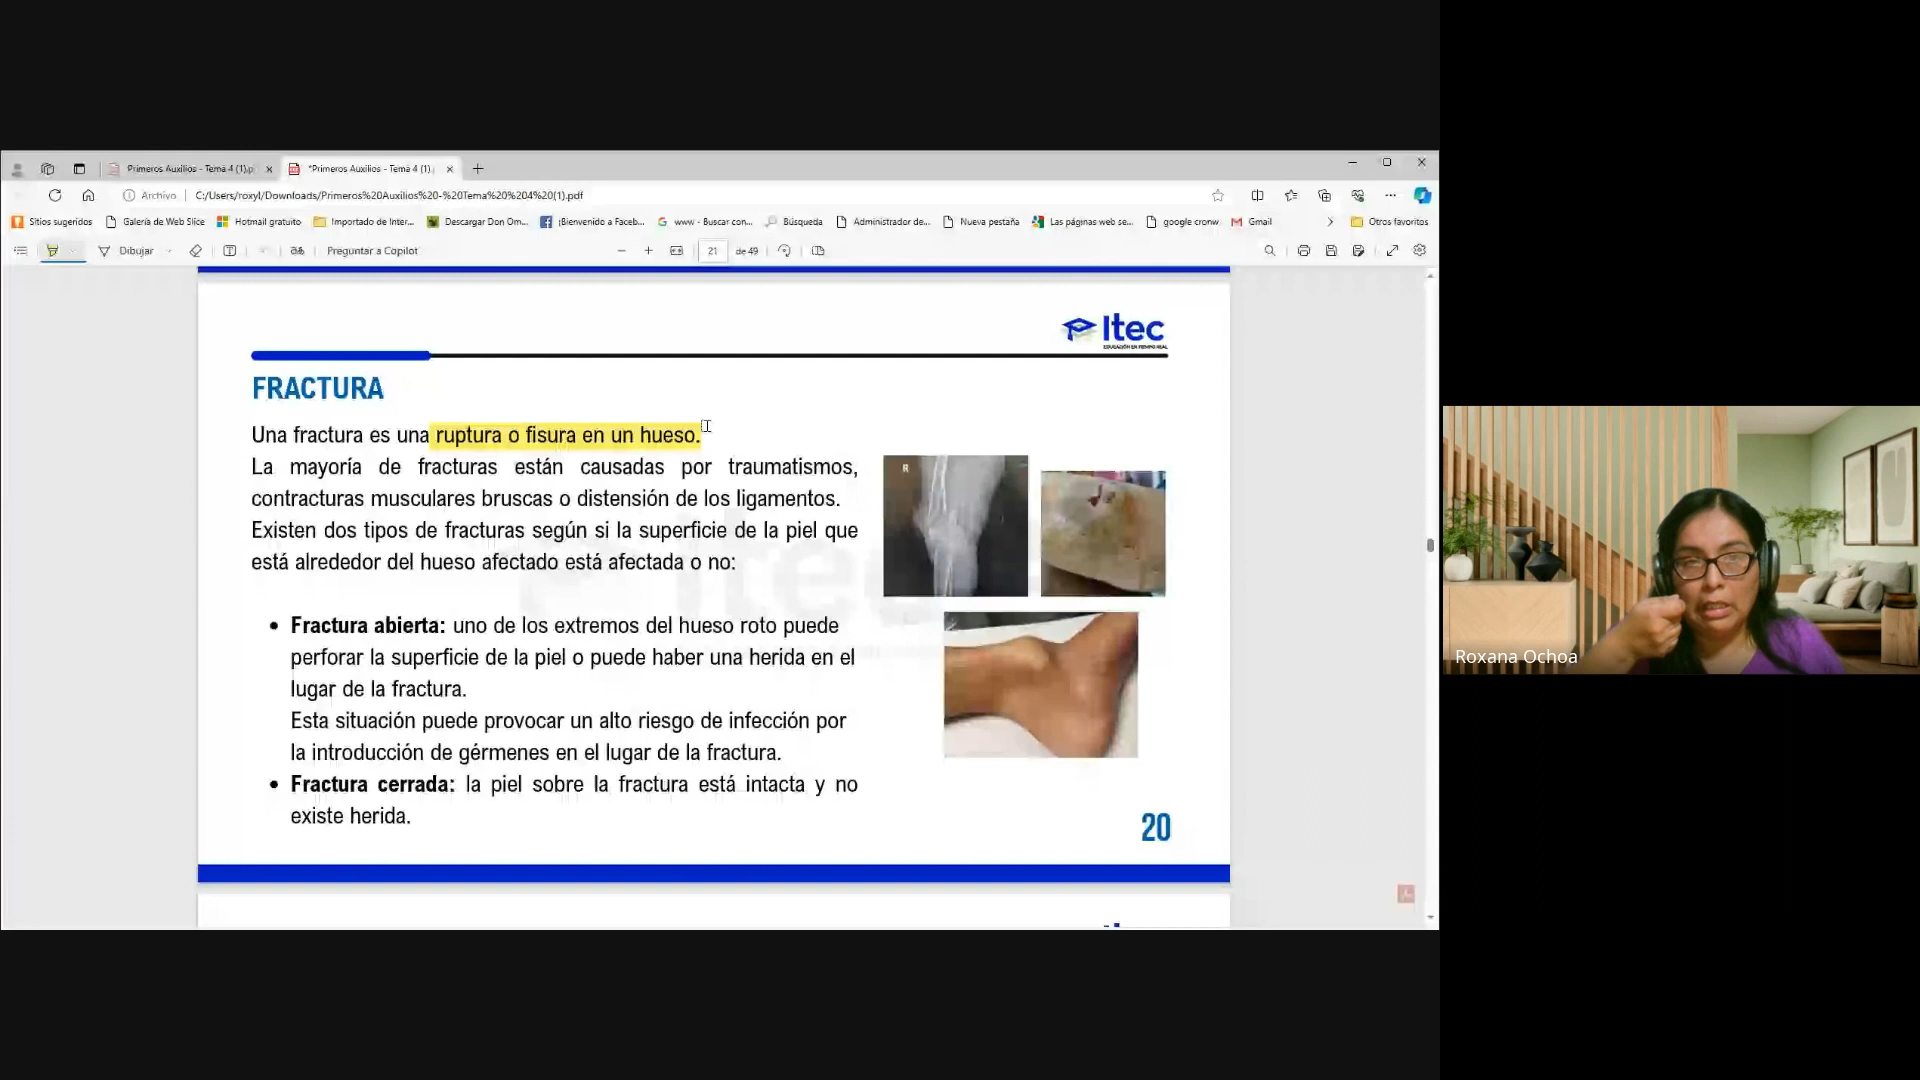 Primeros Auxilios - Tema 4 (1).p
*Primeros Auxilios - Tema 4 (1).
Archivo
C:/Users/roxyl/Downloads/Primeros%20Auxilios%20-%20Tema%20%204%20(1).pdf
Sitios sugeridos
Galería de Web Slice
Hotmail gratuito
Importado de Inter...
Descargar Don Om...
¡Bienvenido a Faceb...
www - Buscar con...
Búsqueda
Administrador de...
Nueva pestaña
Las páginas web se...
google cronw
Gmail
Otros favoritos
Dibujar
Preguntar a Copilot
21
de 49
Itec
EDUCACIÓN EN TIEMPO REAL
FRACTURA
Una fractura es una ruptura o fisura en un hueso.
La mayoría de fracturas están causadas por traumatismos,
contracturas musculares bruscas o distensión de los ligamentos.
Existen dos tipos de fracturas según si la superficie de la piel que
está alrededor del hueso afectado está afectada o no:
• Fractura abierta: uno de los extremos del hueso roto puede
perforar la superficie de la piel o puede haber una herida en el
lugar de la fractura.
Esta situación puede provocar un alto riesgo de infección por
la introducción de gérmenes en el lugar de la fractura.
• Fractura cerrada: la piel sobre la fractura está intacta y no
existe herida.
R
20
Roxana Ochoa